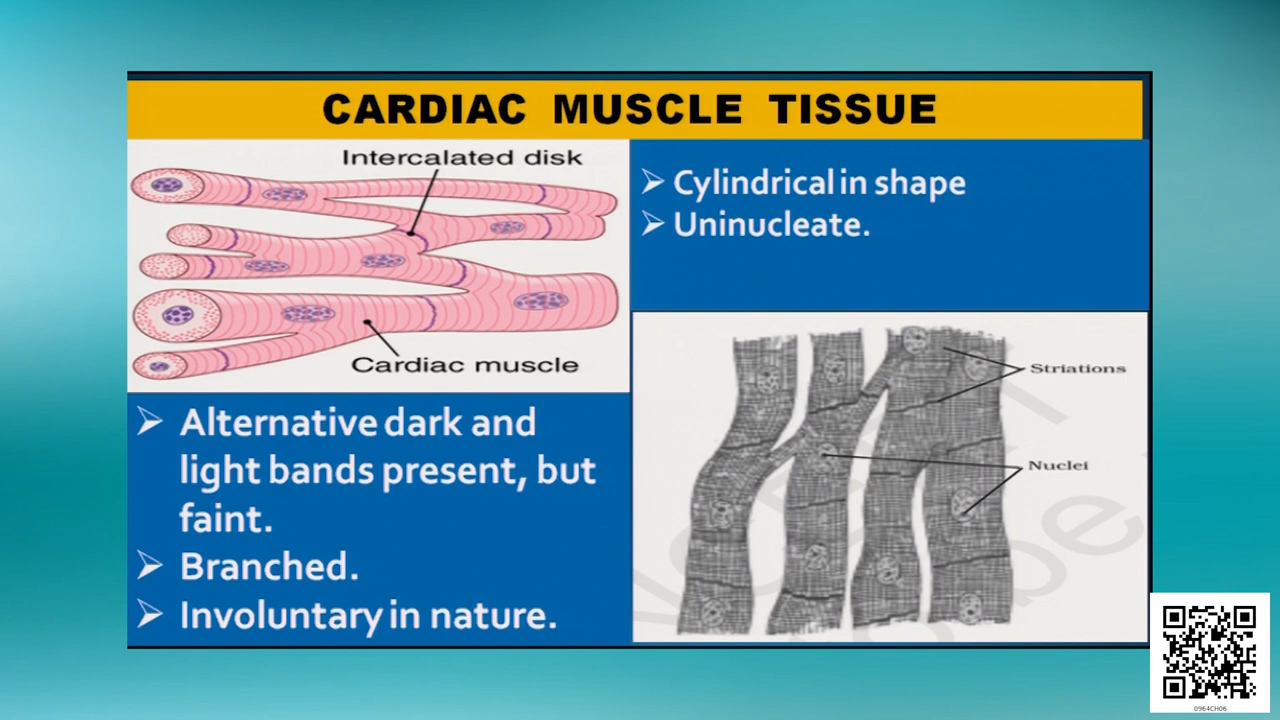 CARDIAC MUSCLE TISSUE
Intercalated disk
Cardiac muscle
➢ Cylindrical in shape
➢ Uninucleate.
➢ Alternative dark and
light bands present, but
faint.
➢ Branched.
➢ Involuntary in nature.
Striations
Nuclei
0964CH06